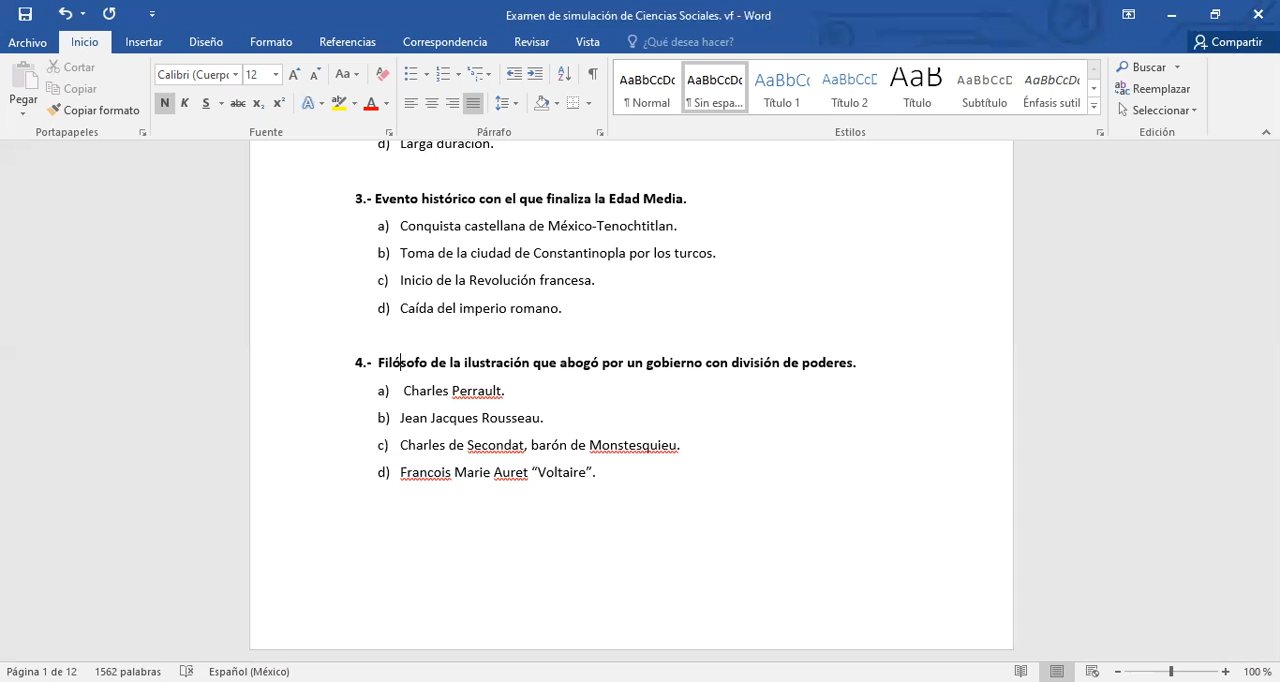 Examen de simulación de Ciencias Sociales. vf - Word
Archivo Inicio Insertar Diseño Formato Referencias Correspondencia Revisar Vista ¿Qué desea hacer? Compartir
Pegar
Cortar
Copiar
Copiar formato
Portapapeles
Calibri (Cuerpo 12 Aa
N K S abc x₂ x² A A
Fuente
Párrafo
AaBbCcDc AaBbCcDc AaBbCc AaBbCcD AaB AaBbCcD AaBbCcDc
¶ Normal ¶ Sin espa... Título 1 Título 2 Título Subtítulo Énfasis sutil
Estilos
Buscar
Reemplazar
Seleccionar
Edición
d) Larga duración.
3.- Evento histórico con el que finaliza la Edad Media.
a) Conquista castellana de México-Tenochtitlan.
b) Toma de la ciudad de Constantinopla por los turcos.
c) Inicio de la Revolución francesa.
d) Caída del imperio romano.
4.- Filósofo de la ilustración que abogó por un gobierno con división de poderes.
a) Charles Perrault.
b) Jean Jacques Rousseau.
c) Charles de Secondat, barón de Monstesquieu.
d) Francois Marie Auret “Voltaire”.
Página 1 de 12 1562 palabras Español (México) 100 %